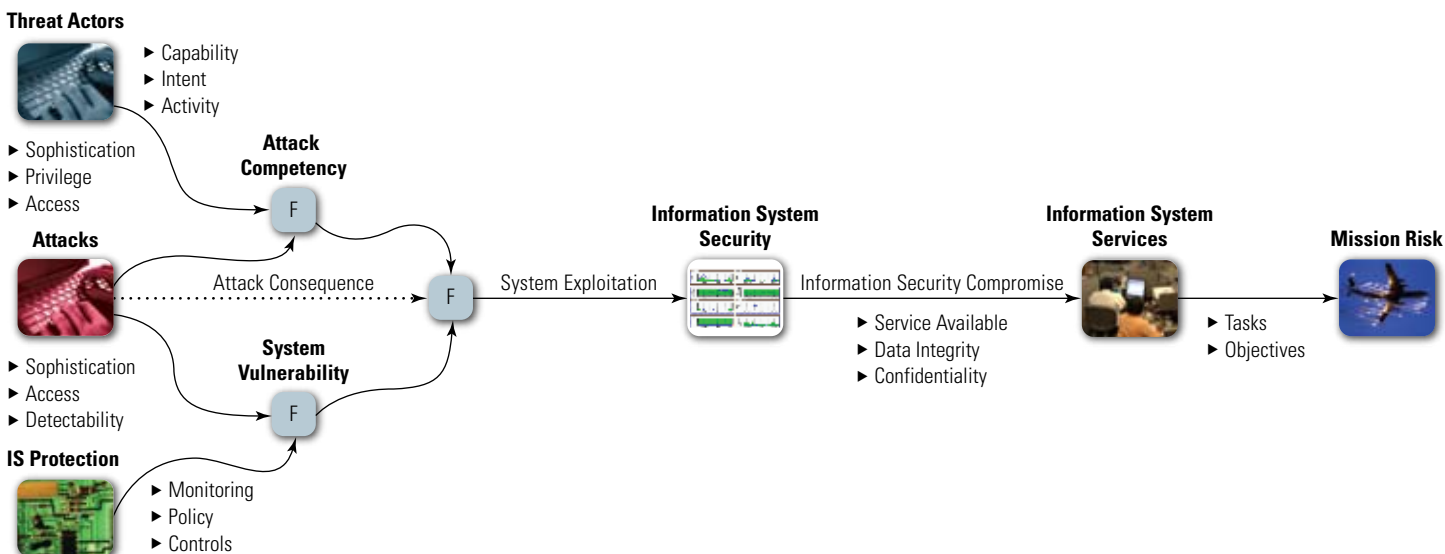 Threat Actors
► Capability
► Intent
► Activity
► Sophistication
► Privilege
► Access
Attack
Competency
F
Attacks
Attack Consequence
F
System Exploitation
Information System
Security
Information Security Compromise
► Service Available
► Data Integrity
► Confidentiality
Information System
Services
► Tasks
► Objectives
Mission Risk
► Sophistication
► Access
► Detectability
System
Vulnerability
F
IS Protection
► Monitoring
► Policy
► Controls